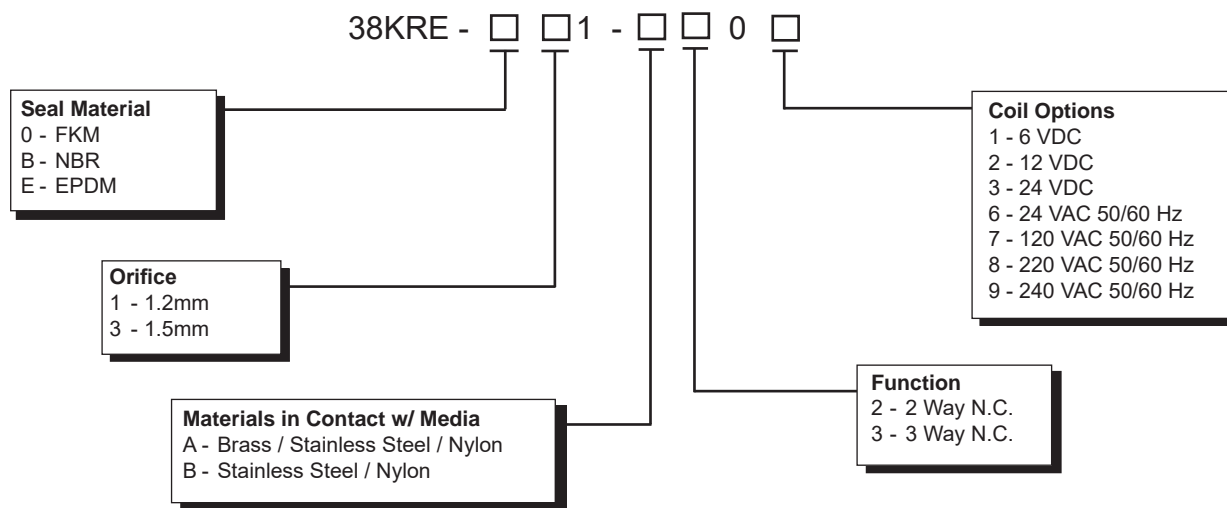 38KRE - □ □ 1 - □ □ 0 □
Seal Material
0 - FKM
B - NBR
E - EPDM
Orifice
1 - 1.2mm
3 - 1.5mm
Materials in Contact w/ Media
A - Brass / Stainless Steel / Nylon
B - Stainless Steel / Nylon
Function
2 - 2 Way N.C.
3 - 3 Way N.C.
Coil Options
1 - 6 VDC
2 - 12 VDC
3 - 24 VDC
6 - 24 VAC 50/60 Hz
7 - 120 VAC 50/60 Hz
8 - 220 VAC 50/60 Hz
9 - 240 VAC 50/60 Hz